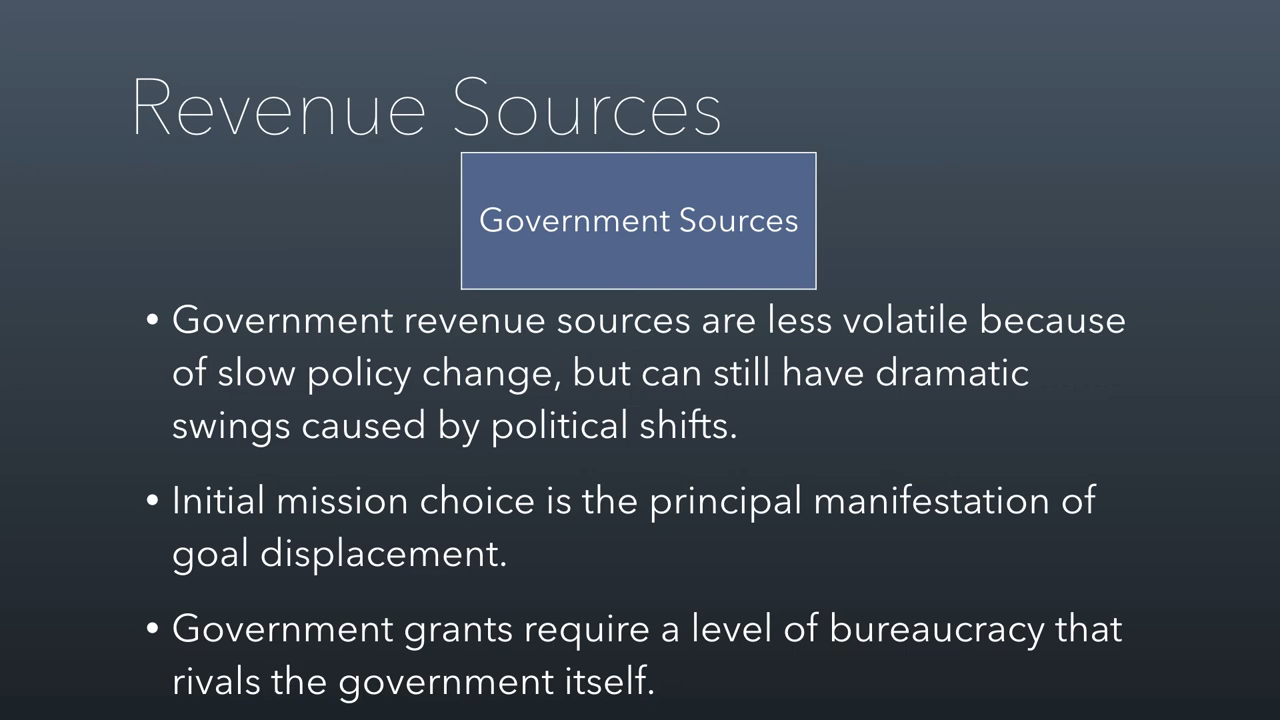 Revenue Sources
Government Sources
• Government revenue sources are less volatile because
of slow policy change, but can still have dramatic
swings caused by political shifts.
• Initial mission choice is the principal manifestation of
goal displacement.
• Government grants require a level of bureaucracy that
rivals the government itself.